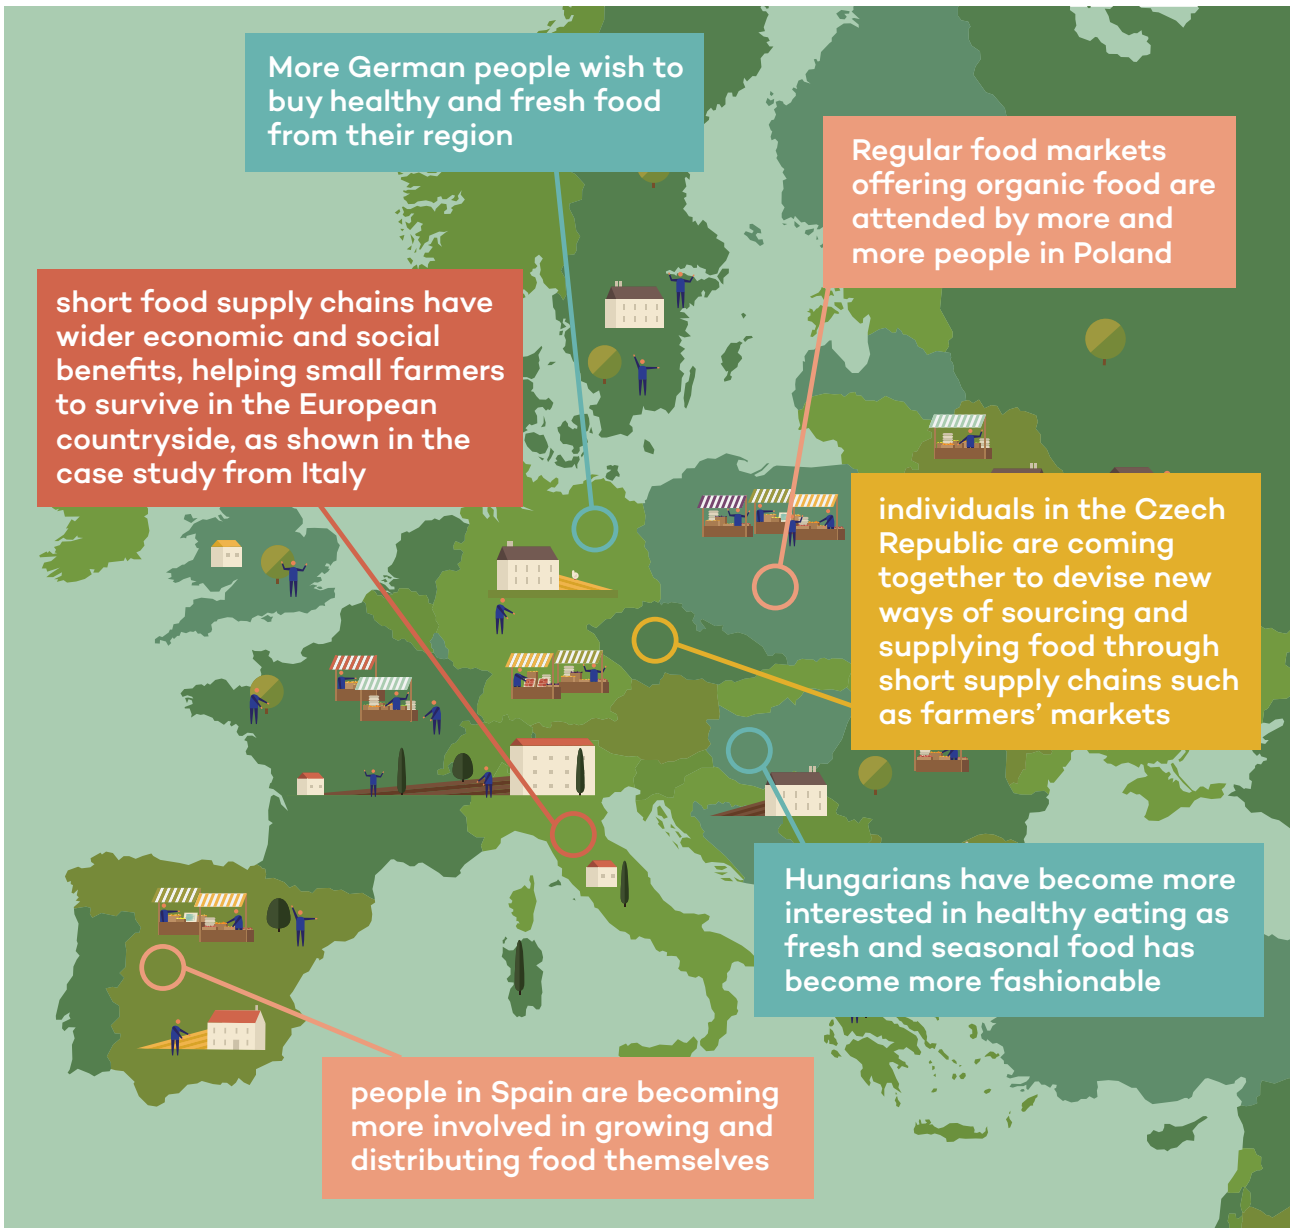 More German people wish to
buy healthy and fresh food
from their region
Regular food markets
offering organic food are
attended by more and
more people in Poland
short food supply chains have
wider economic and social
benefits, helping small farmers
to survive in the European
countryside, as shown in the
case study from Italy
individuals in the Czech
Republic are coming
together to devise new
ways of sourcing and
supplying food through
short supply chains such
as farmers’ markets
Hungarians have become more
interested in healthy eating as
fresh and seasonal food has
become more fashionable
people in Spain are becoming
more involved in growing and
distributing food themselves